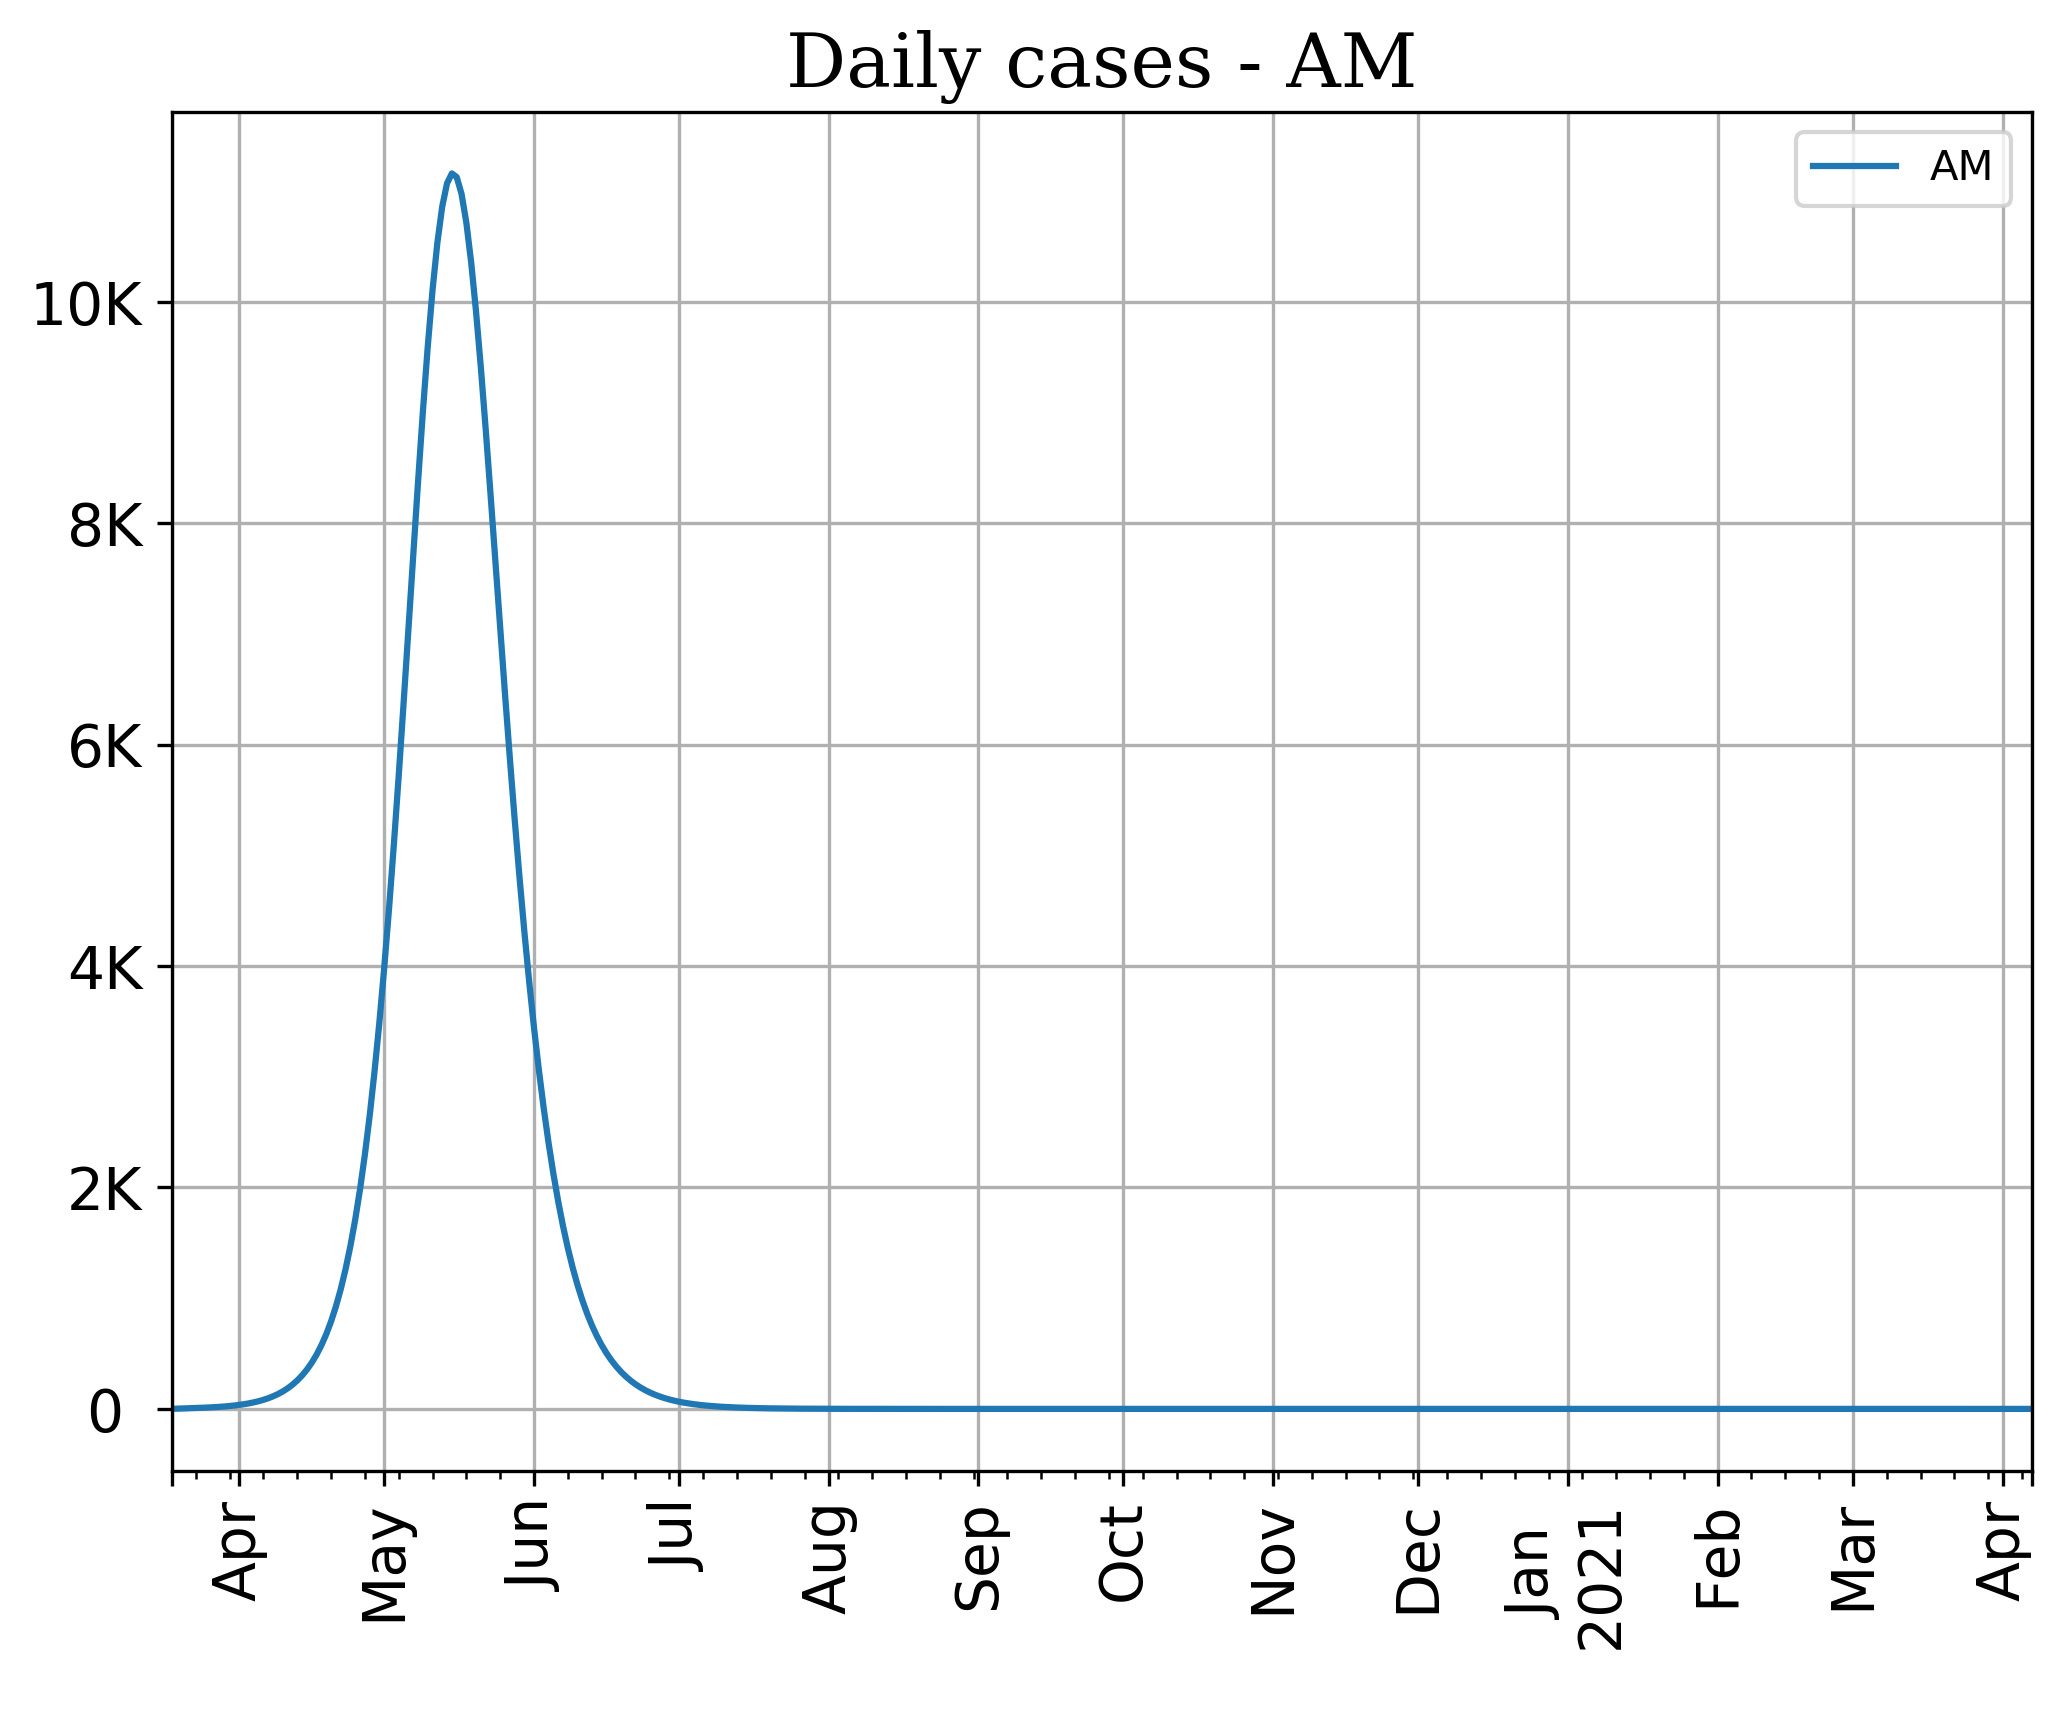 Daily cases - AM
AM
10K
8K
6K
4K
2K
0
Apr
May
Jun
Jul
Aug
Sep
Oct
Nov
Dec
Jan
2021
Feb
Mar
Apr